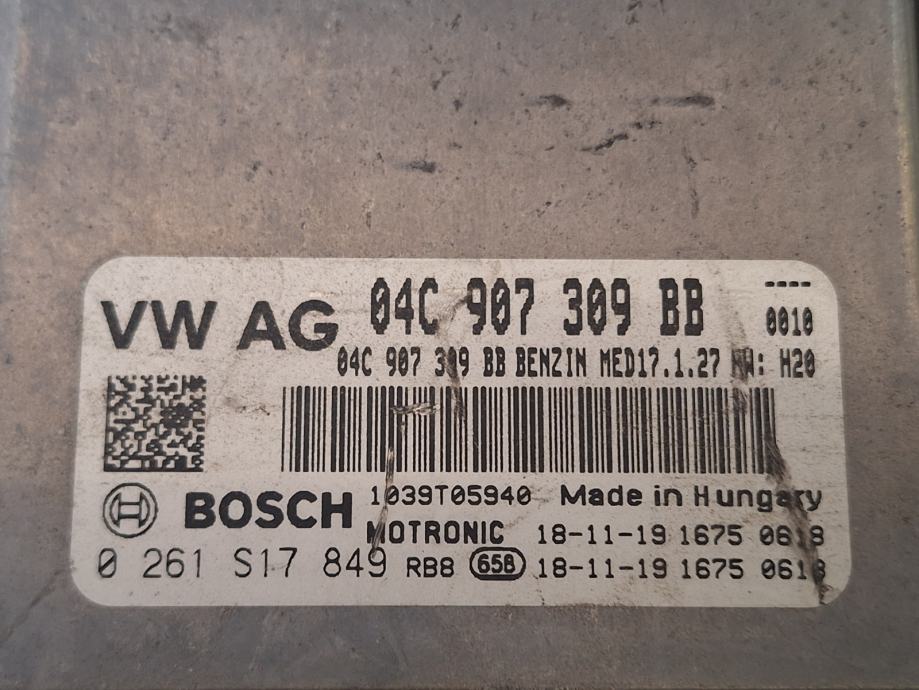 VW AG 04C 907 309 BB ----
0010
04C 907 309 BB BENZIN MED17.1.27 HW: H20
BOSCH 1039T05940 Made in Hungary
MOTRONIC 18-11-19 1675 0618
0 261 S17 849 RB8 658 18-11-19 1675 0618